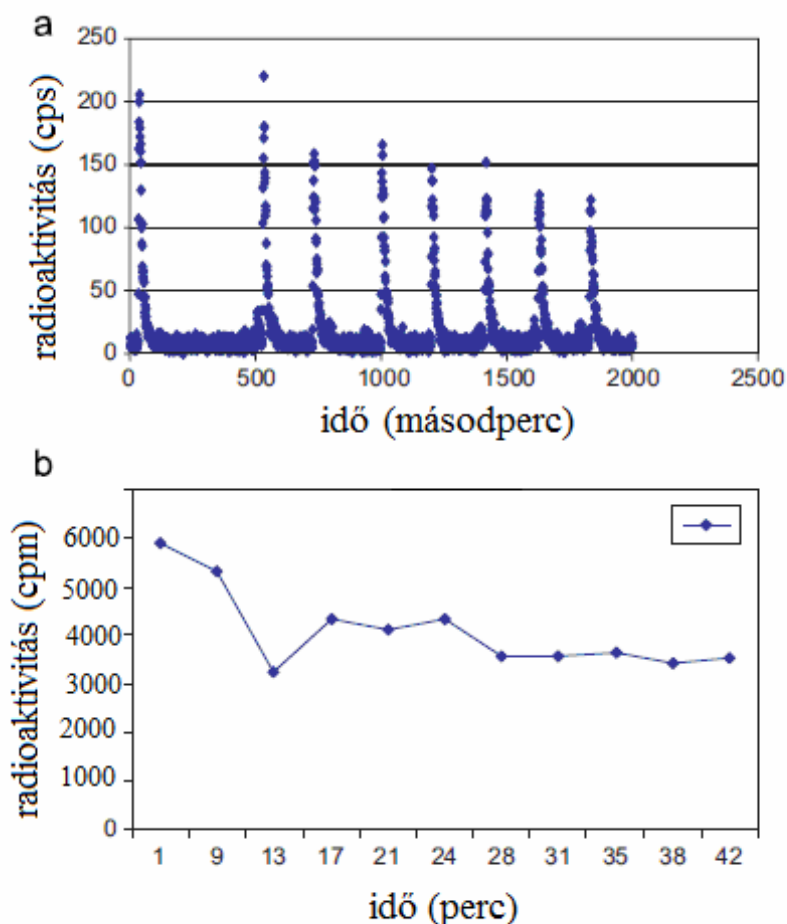 a
radioaktivitás (cps)
250
200
150
100
50
0
0 500 1000 1500 2000 2500
idő (másodperc)
b
radioaktivitás (cpm)
6000
5000
4000
3000
2000
1000
0
1 9 13 17 21 24 28 31 35 38 42
idő (perc)